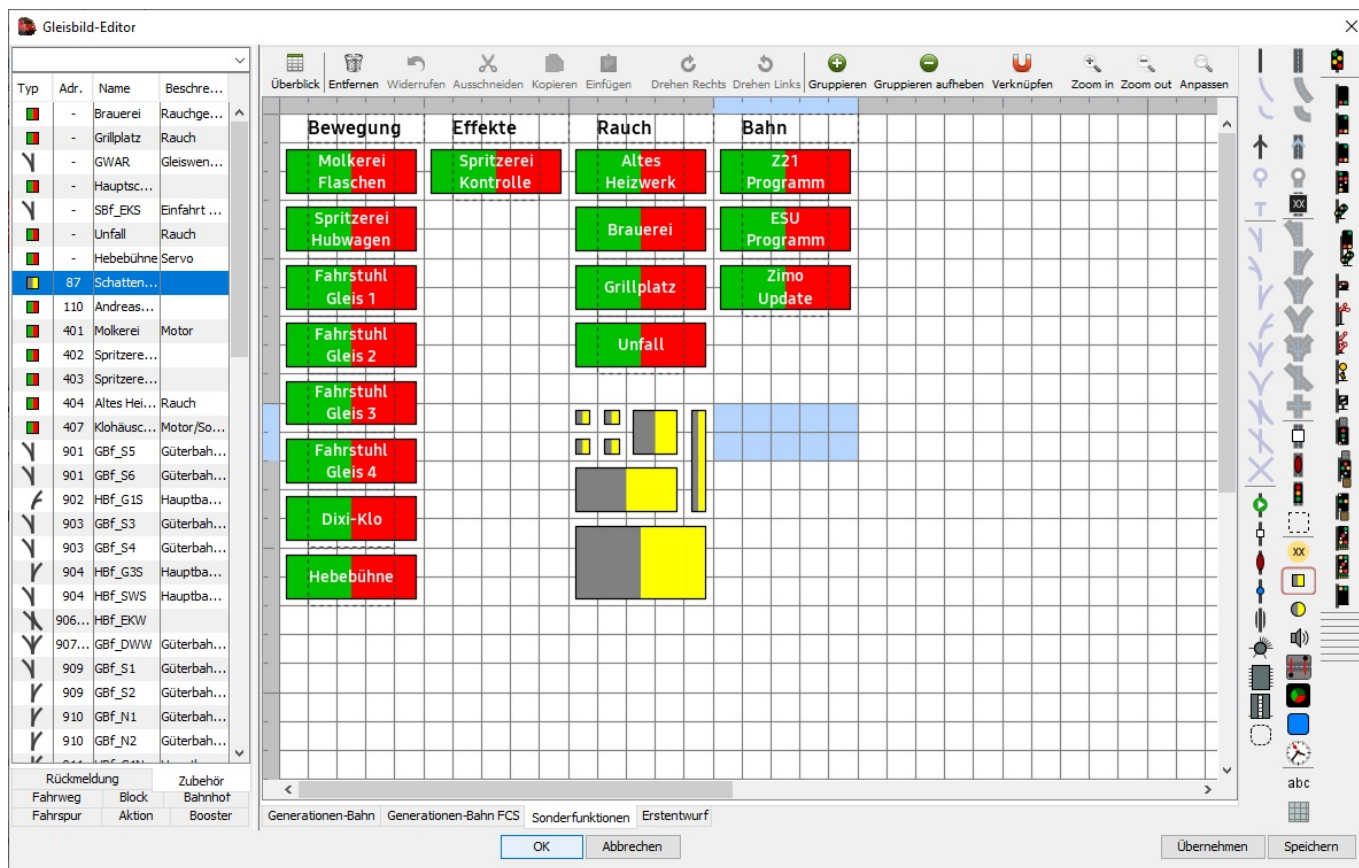 Gleisbild-Editor
Überblick Entfernen Widerrufen Ausschneiden Kopieren Einfügen Drehen Rechts Drehen Links Gruppieren Gruppieren aufheben Verknüpfen Zoom in Zoom out Anpassen
Typ Adr. Name Beschre...
- Brauerei Rauchge...
- Grillplatz Rauch
- GWAR Gleiswen...
- Hauptsc...
- SBf_EKS Einfahrt ...
- Unfall Rauch
- Hebebühne Servo
87 Schatten...
110 Andreas...
401 Molkerei Motor
402 Spritzere...
403 Spritzere...
404 Altes Hei... Rauch
407 Klohäusc... Motor/So...
901 GBf_S5 Güterbah...
901 GBf_S6 Güterbah...
902 HBf_G1S Hauptba...
903 GBf_S3 Güterbah...
903 GBf_S4 Güterbah...
904 HBf_G3S Hauptba...
904 HBf_SWS Hauptba...
906... HBf_EKW
907... GBf_DWW Güterbah...
909 GBf_S1 Güterbah...
909 GBf_S2 Güterbah...
910 GBf_N1 Güterbah...
910 GBf_N2 Güterbah...
Rückmeldung Zubehör
Fahrweg Block Bahnhof
Fahrspur Aktion Booster
Bewegung Effekte Rauch Bahn
Molkerei
Flaschen
Spritzerei
Hubwagen
Fahrstuhl
Gleis 1
Fahrstuhl
Gleis 2
Fahrstuhl
Gleis 3
Fahrstuhl
Gleis 4
Dixi-Klo
Hebebühne
Spritzerei
Kontrolle
Altes
Heizwerk
Brauerei
Grillplatz
Unfall
Z21
Programm
ESU
Programm
Zimo
Update
XX
XX
abc
Generationen-Bahn Generationen-Bahn FCS Sonderfunktionen Erstentwurf
OK Abbrechen Übernehmen Speichern